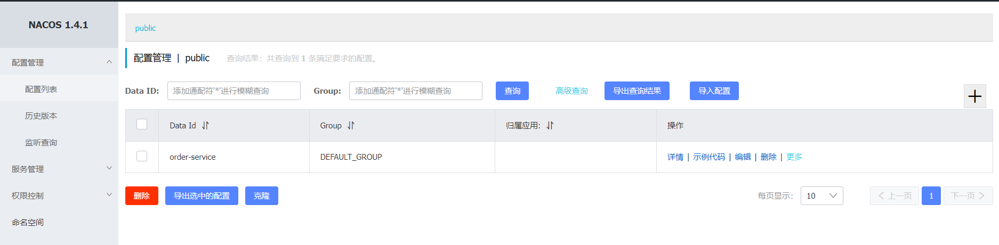 NACOS 1.4.1
配置管理
配置列表
历史版本
监听查询
服务管理
权限控制
命名空间
public
配置管理 | public 查询结果：共查询到 1 条满足要求的配置。
Data ID: 添加通配符'*'进行模糊查询 Group: 添加通配符'*'进行模糊查询 查询 高级查询 导出查询结果 导入配置
Data Id Group 归属应用: 操作
order-service DEFAULT_GROUP 详情 | 示例代码 | 编辑 | 删除 | 更多
删除 导出选中的配置 克隆 每页显示: 10 上一页 1 下一页